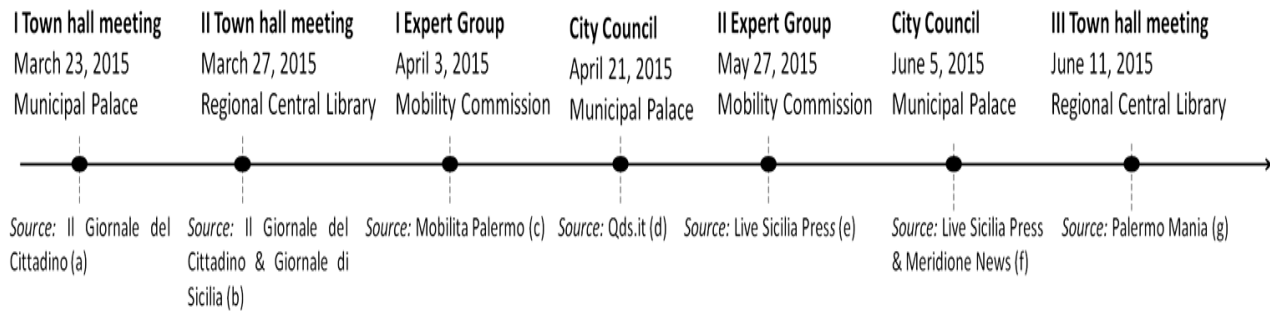 I Town hall meeting
March 23, 2015
Municipal Palace
II Town hall meeting
March 27, 2015
Regional Central Library
I Expert Group
April 3, 2015
Mobility Commission
City Council
April 21, 2015
Municipal Palace
II Expert Group
May 27, 2015
Mobility Commission
City Council
June 5, 2015
Municipal Palace
III Town hall meeting
June 11, 2015
Regional Central Library
Source: Il Giornale del
Cittadino (a)
Source: Il Giornale del
Cittadino & Giornale di
Sicilia (b)
Source: Mobilita Palermo (c)
Source: Qds.it (d)
Source: Live Sicilia Press (e)
Source: Live Sicilia Press
& Meridione News (f)
Source: Palermo Mania (g)